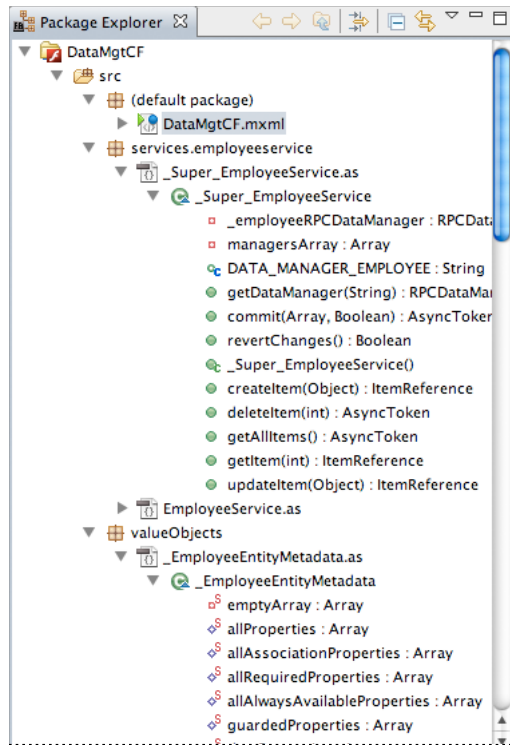 Package Explorer
DataMgtCF
src
(default package)
DataMgtCF.mxml
services.employeeservice
_Super_EmployeeService.as
_Super_EmployeeService
_employeeRPCDataManager : RPCData
managersArray : Array
DATA_MANAGER_EMPLOYEE : String
getDataManager(String) : RPCDataMa
commit(Array, Boolean) : AsyncToken
revertChanges() : Boolean
_Super_EmployeeService()
createItem(Object) : ItemReference
deleteItem(int) : AsyncToken
getAllItems() : AsyncToken
getItem(int) : ItemReference
updateItem(Object) : ItemReference
EmployeeService.as
valueObjects
_EmployeeEntityMetadata.as
_EmployeeEntityMetadata
emptyArray : Array
allProperties : Array
allAssociationProperties : Array
allRequiredProperties : Array
allAlwaysAvailableProperties : Array
guardedProperties : Array